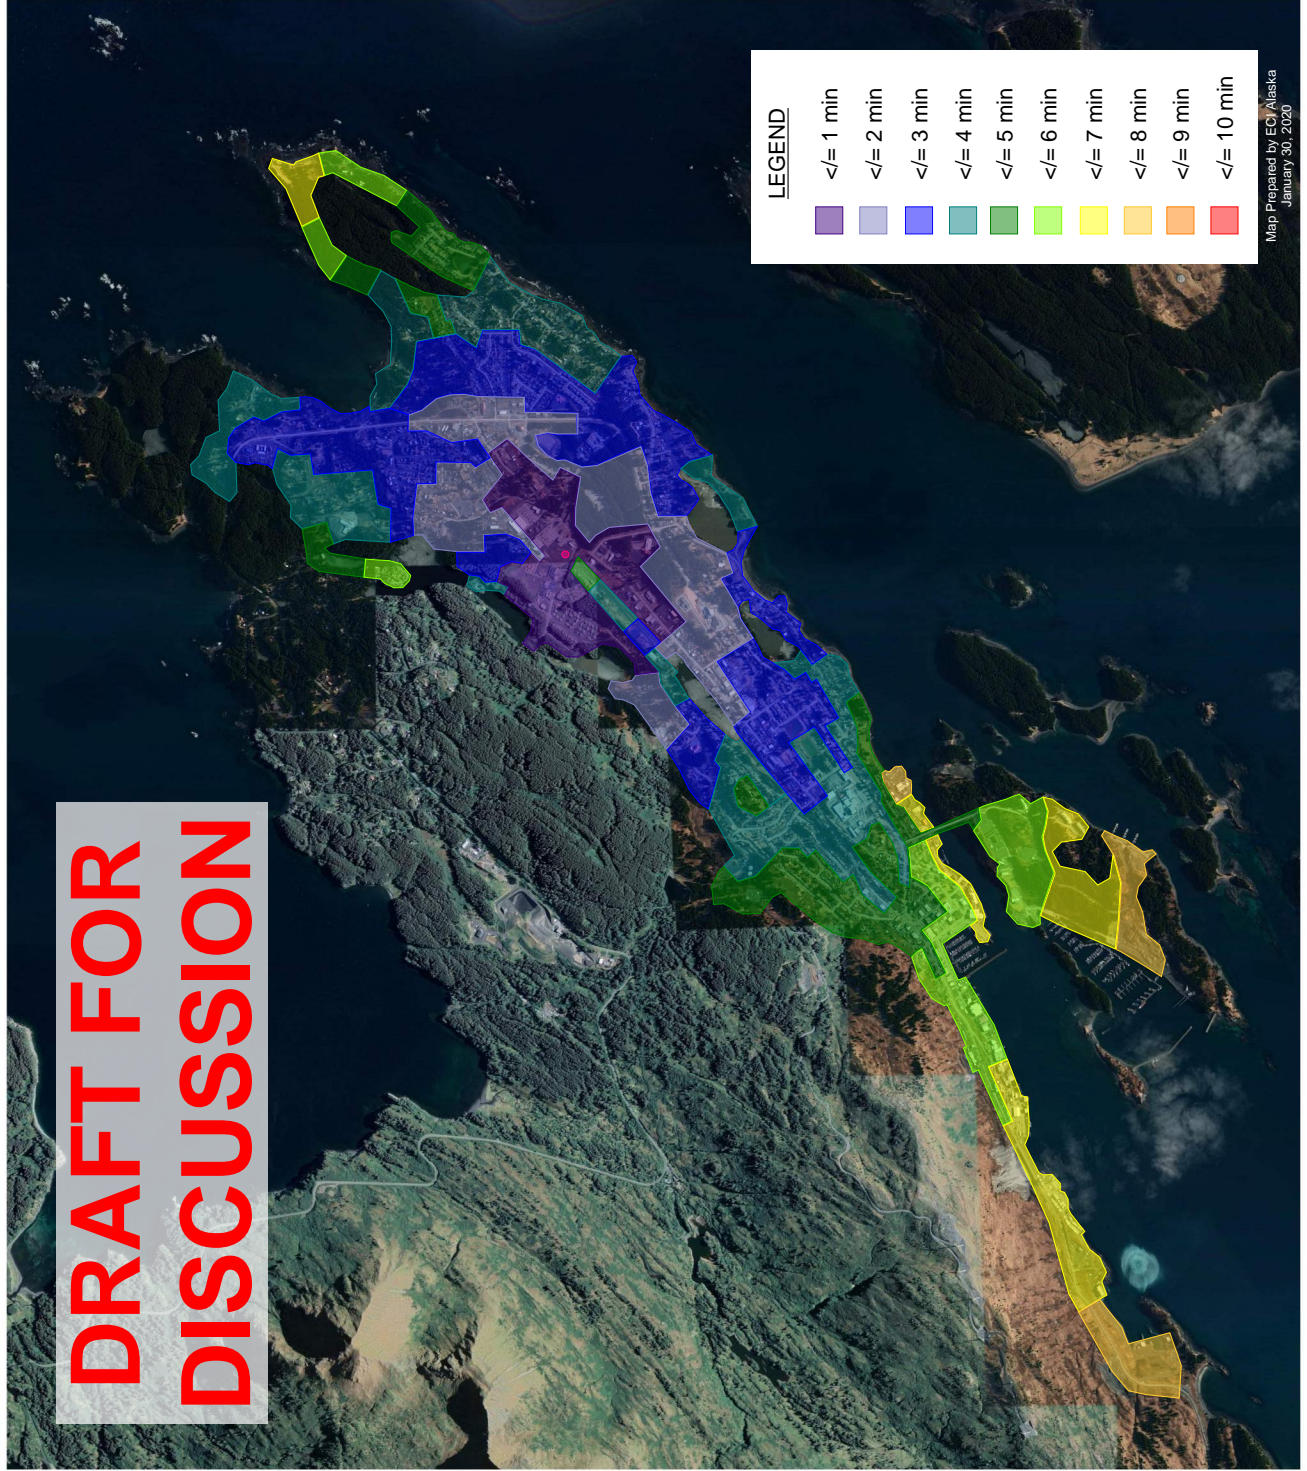 DRAFT FOR
DISCUSSION
LEGEND
</= 1 min
</= 2 min
</= 3 min
</= 4 min
</= 5 min
</= 6 min
</= 7 min
</= 8 min
</= 9 min
</= 10 min
Map Prepared by ECI Alaska
January 30, 2020